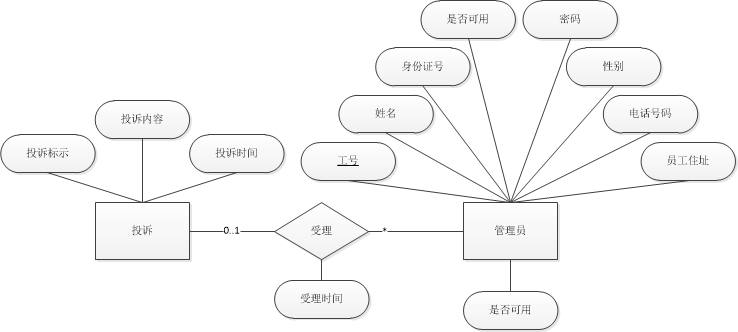 是否可用
密码
身份证号
性别
姓名
电话号码
投诉内容
投诉标示
投诉时间
工号
员工住址
投诉
0..1
受理
*
管理员
受理时间
是否可用